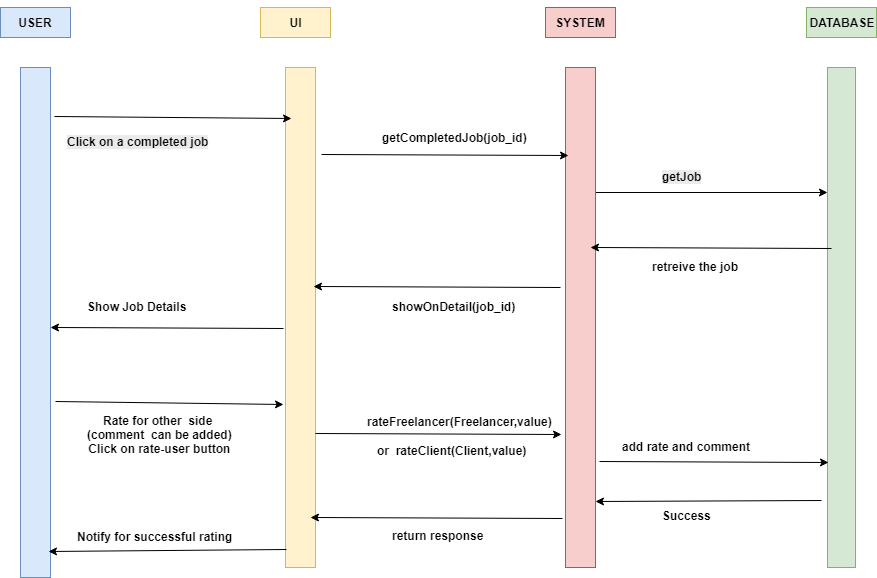 USER
UI
SYSTEM
DATABASE
Click on a completed job
getCompletedJob(job_id)
getJob
retreive the job
Show Job Details
showOnDetail(job_id)
Rate for other side
(comment can be added)
Click on rate-user button
rateFreelancer(Freelancer,value)
or rateClient(Client,value)
add rate and comment
Success
Notify for successful rating
return response